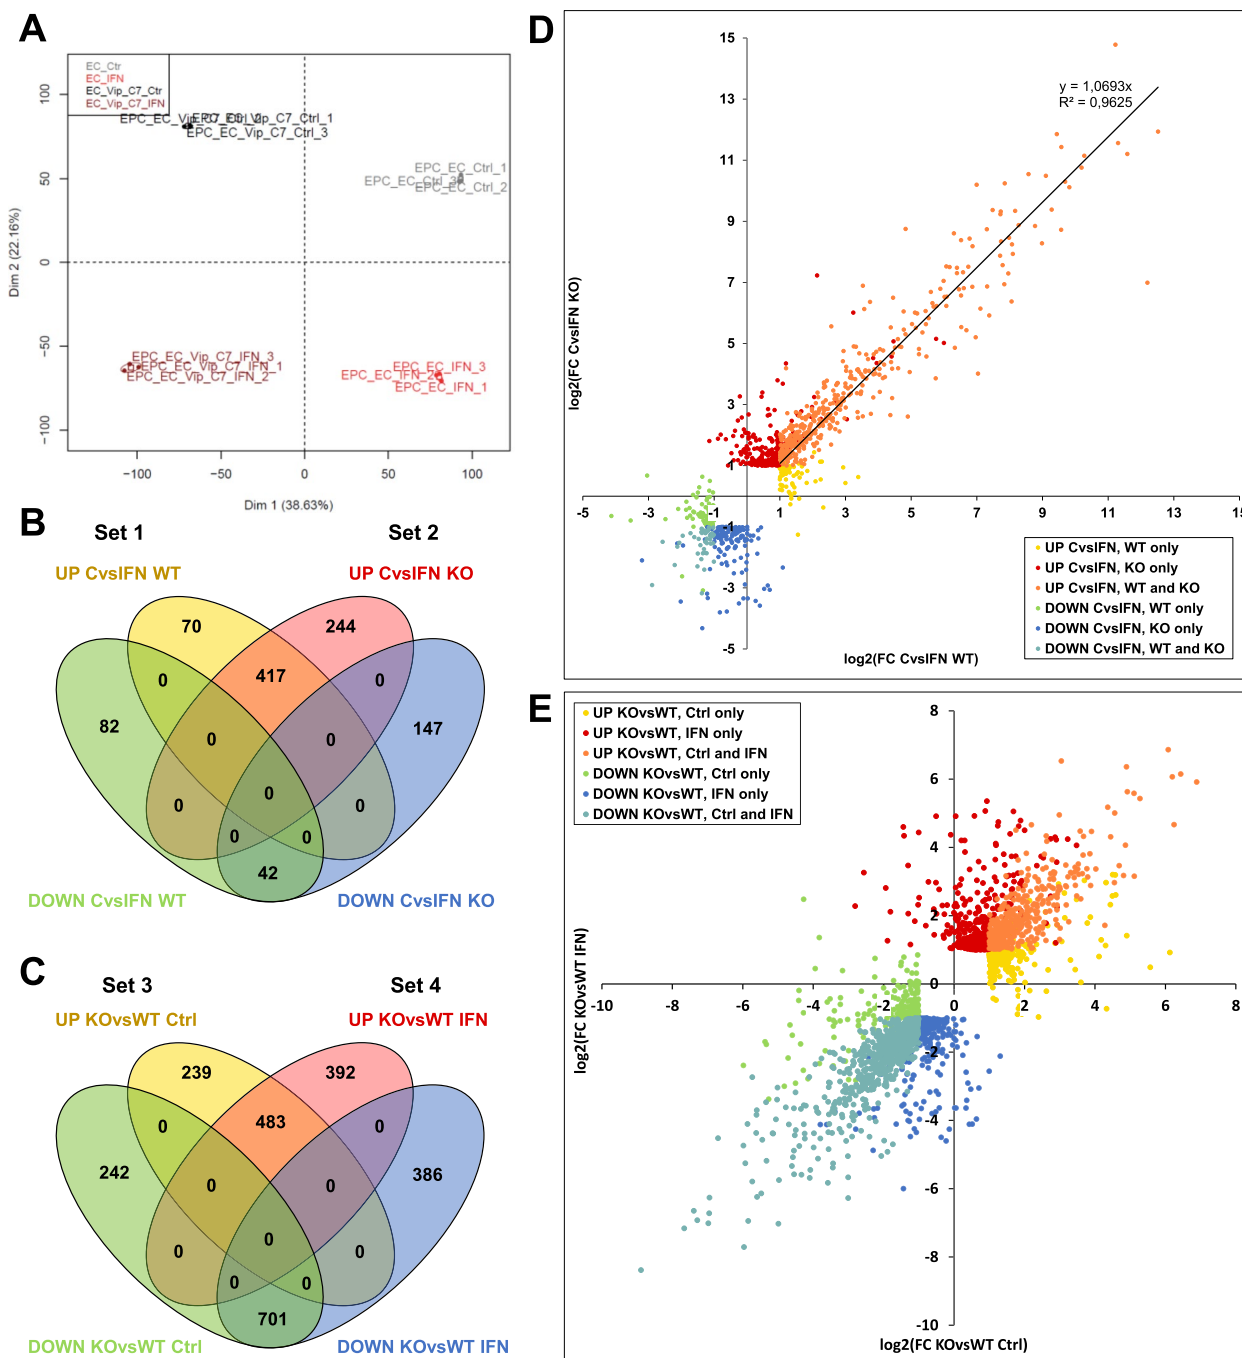 A
EC_Ctr
EC_IFN
EC_Vip_C7_Ctr
EC_Vip_C7_IFN
EPC_EC_Vip_C7_Ctrl_2
EPC_EC_Vip_C7_Ctrl_1
EPC_EC_Vip_C7_Ctrl_3
EPC_EC_Ctrl_1
EPC_EC_Ctrl_3
EPC_EC_Ctrl_2
EPC_EC_Vip_C7_IFN_3
EPC_EC_Vip_C7_IFN_1
EPC_EC_Vip_C7_IFN_2
EPC_EC_IFN_3
EPC_EC_IFN_2
EPC_EC_IFN_1
100
50
0
−50
−100
Dim 2 (22.16%)
−100 −50 0 50 100
Dim 1 (38.63%)
B
Set 1 Set 2
UP CvsIFN WT UP CvsIFN KO
70 244
0 417 0
82 0 0 147
0 0 0
0 0
42
DOWN CvsIFN WT DOWN CvsIFN KO
C
Set 3 Set 4
UP KOvsWT Ctrl UP KOvsWT IFN
239 392
0 483 0
242 0 0 386
0 0 0
0 0
701
DOWN KOvsWT Ctrl DOWN KOvsWT IFN
D
15
13
11
9
7
5
3
1
-1
-3
-5
y = 1,0693x
R² = 0,9625
log2(FC CvsIFN KO)
-5 -3 -1 1 3 5 7 9 11 13 15
UP CvsIFN, WT only
UP CvsIFN, KO only
UP CvsIFN, WT and KO
DOWN CvsIFN, WT only
DOWN CvsIFN, KO only
DOWN CvsIFN, WT and KO
log2(FC CvsIFN WT)
E
UP KOvsWT, Ctrl only
UP KOvsWT, IFN only
UP KOvsWT, Ctrl and IFN
DOWN KOvsWT, Ctrl only
DOWN KOvsWT, IFN only
DOWN KOvsWT, Ctrl and IFN
8
6
4
2
0
-2
-4
-6
-8
-10
log2(FC KOvsWT IFN)
-10 -8 -6 -4 -2 0 2 4 6 8
log2(FC KOvsWT Ctrl)